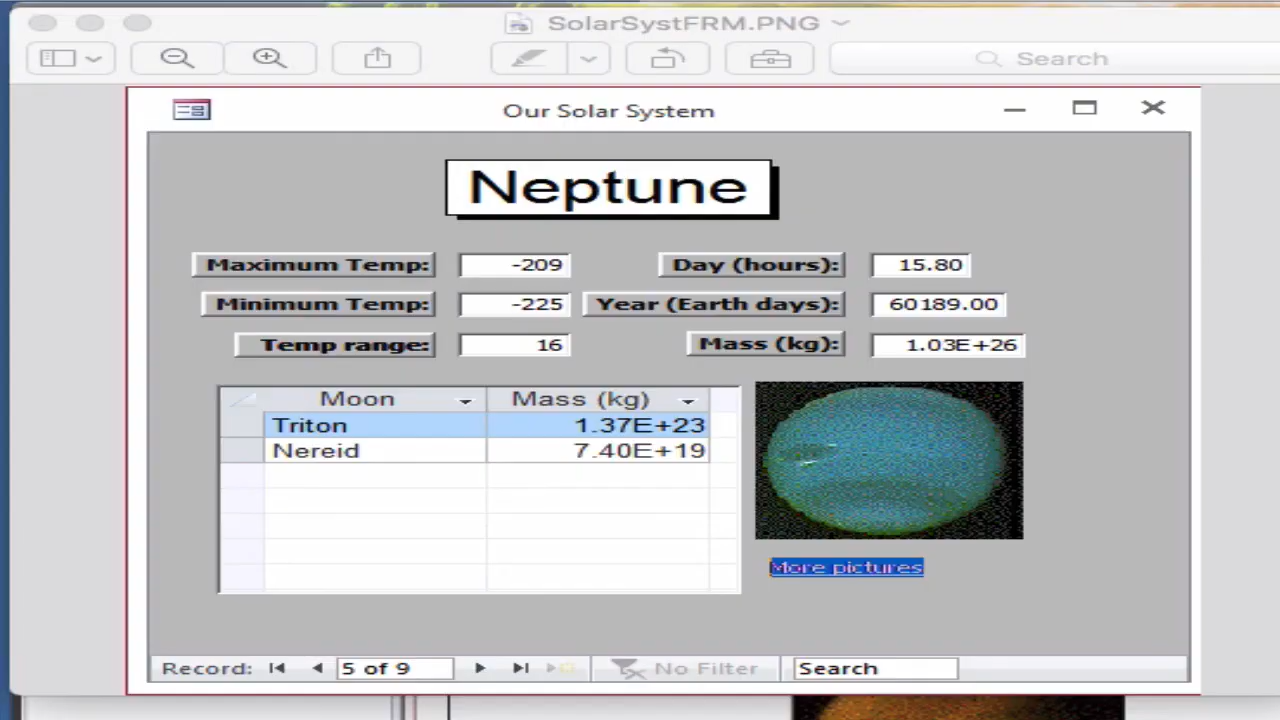 SolarSystFRM.PNG
Search
Our Solar System
Neptune
Maximum Temp: -209 Day (hours): 15.80
Minimum Temp: -225 Year (Earth days): 60189.00
Temp range: 16 Mass (kg): 1.03E+26
Moon Mass (kg)
Triton 1.37E+23
Nereid 7.40E+19
More pictures
Record: 5 of 9 No Filter Search